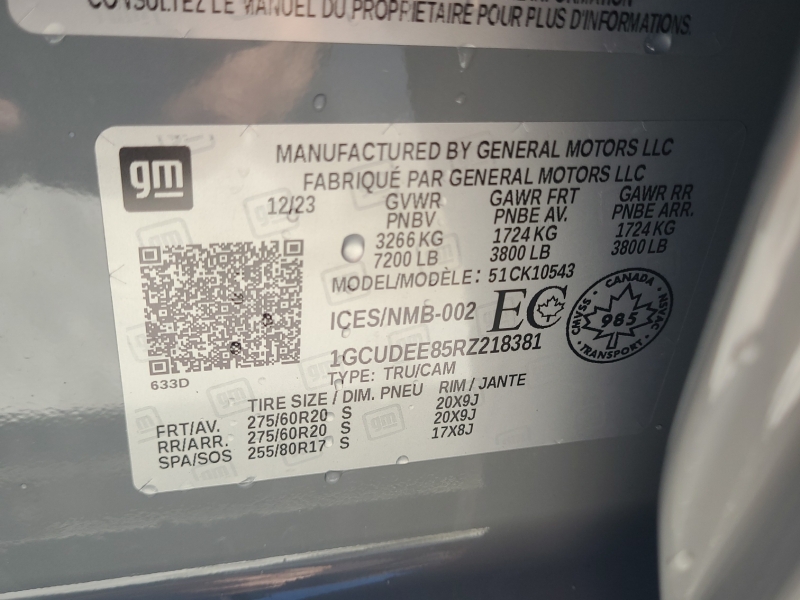 CONSULTEZ LE MANUEL DU PROPRIÉTAIRE POUR PLUS D'INFORMATIONS.
gm
MANUFACTURED BY GENERAL MOTORS LLC
FABRIQUÉ PAR GENERAL MOTORS LLC
12/23 GVWR GAWR FRT GAWR RR
PNBV PNBE AV. PNBE ARR.
3266 KG 1724 KG 1724 KG
7200 LB 3800 LB 3800 LB
MODEL/MODÈLE: 51CK10543
ICES/NMB-002 EC
CANADA
CMVSS 985 NSVAC
TRANSPORT
1GCUDEE85RZ218381
TYPE: TRU/CAM
633D
TIRE SIZE / DIM. PNEU RIM / JANTE
FRT/AV. 275/60R20 S 20X9J
RR/ARR. 275/60R20 S 20X9J
SPA/SOS 255/80R17 S 17X8J